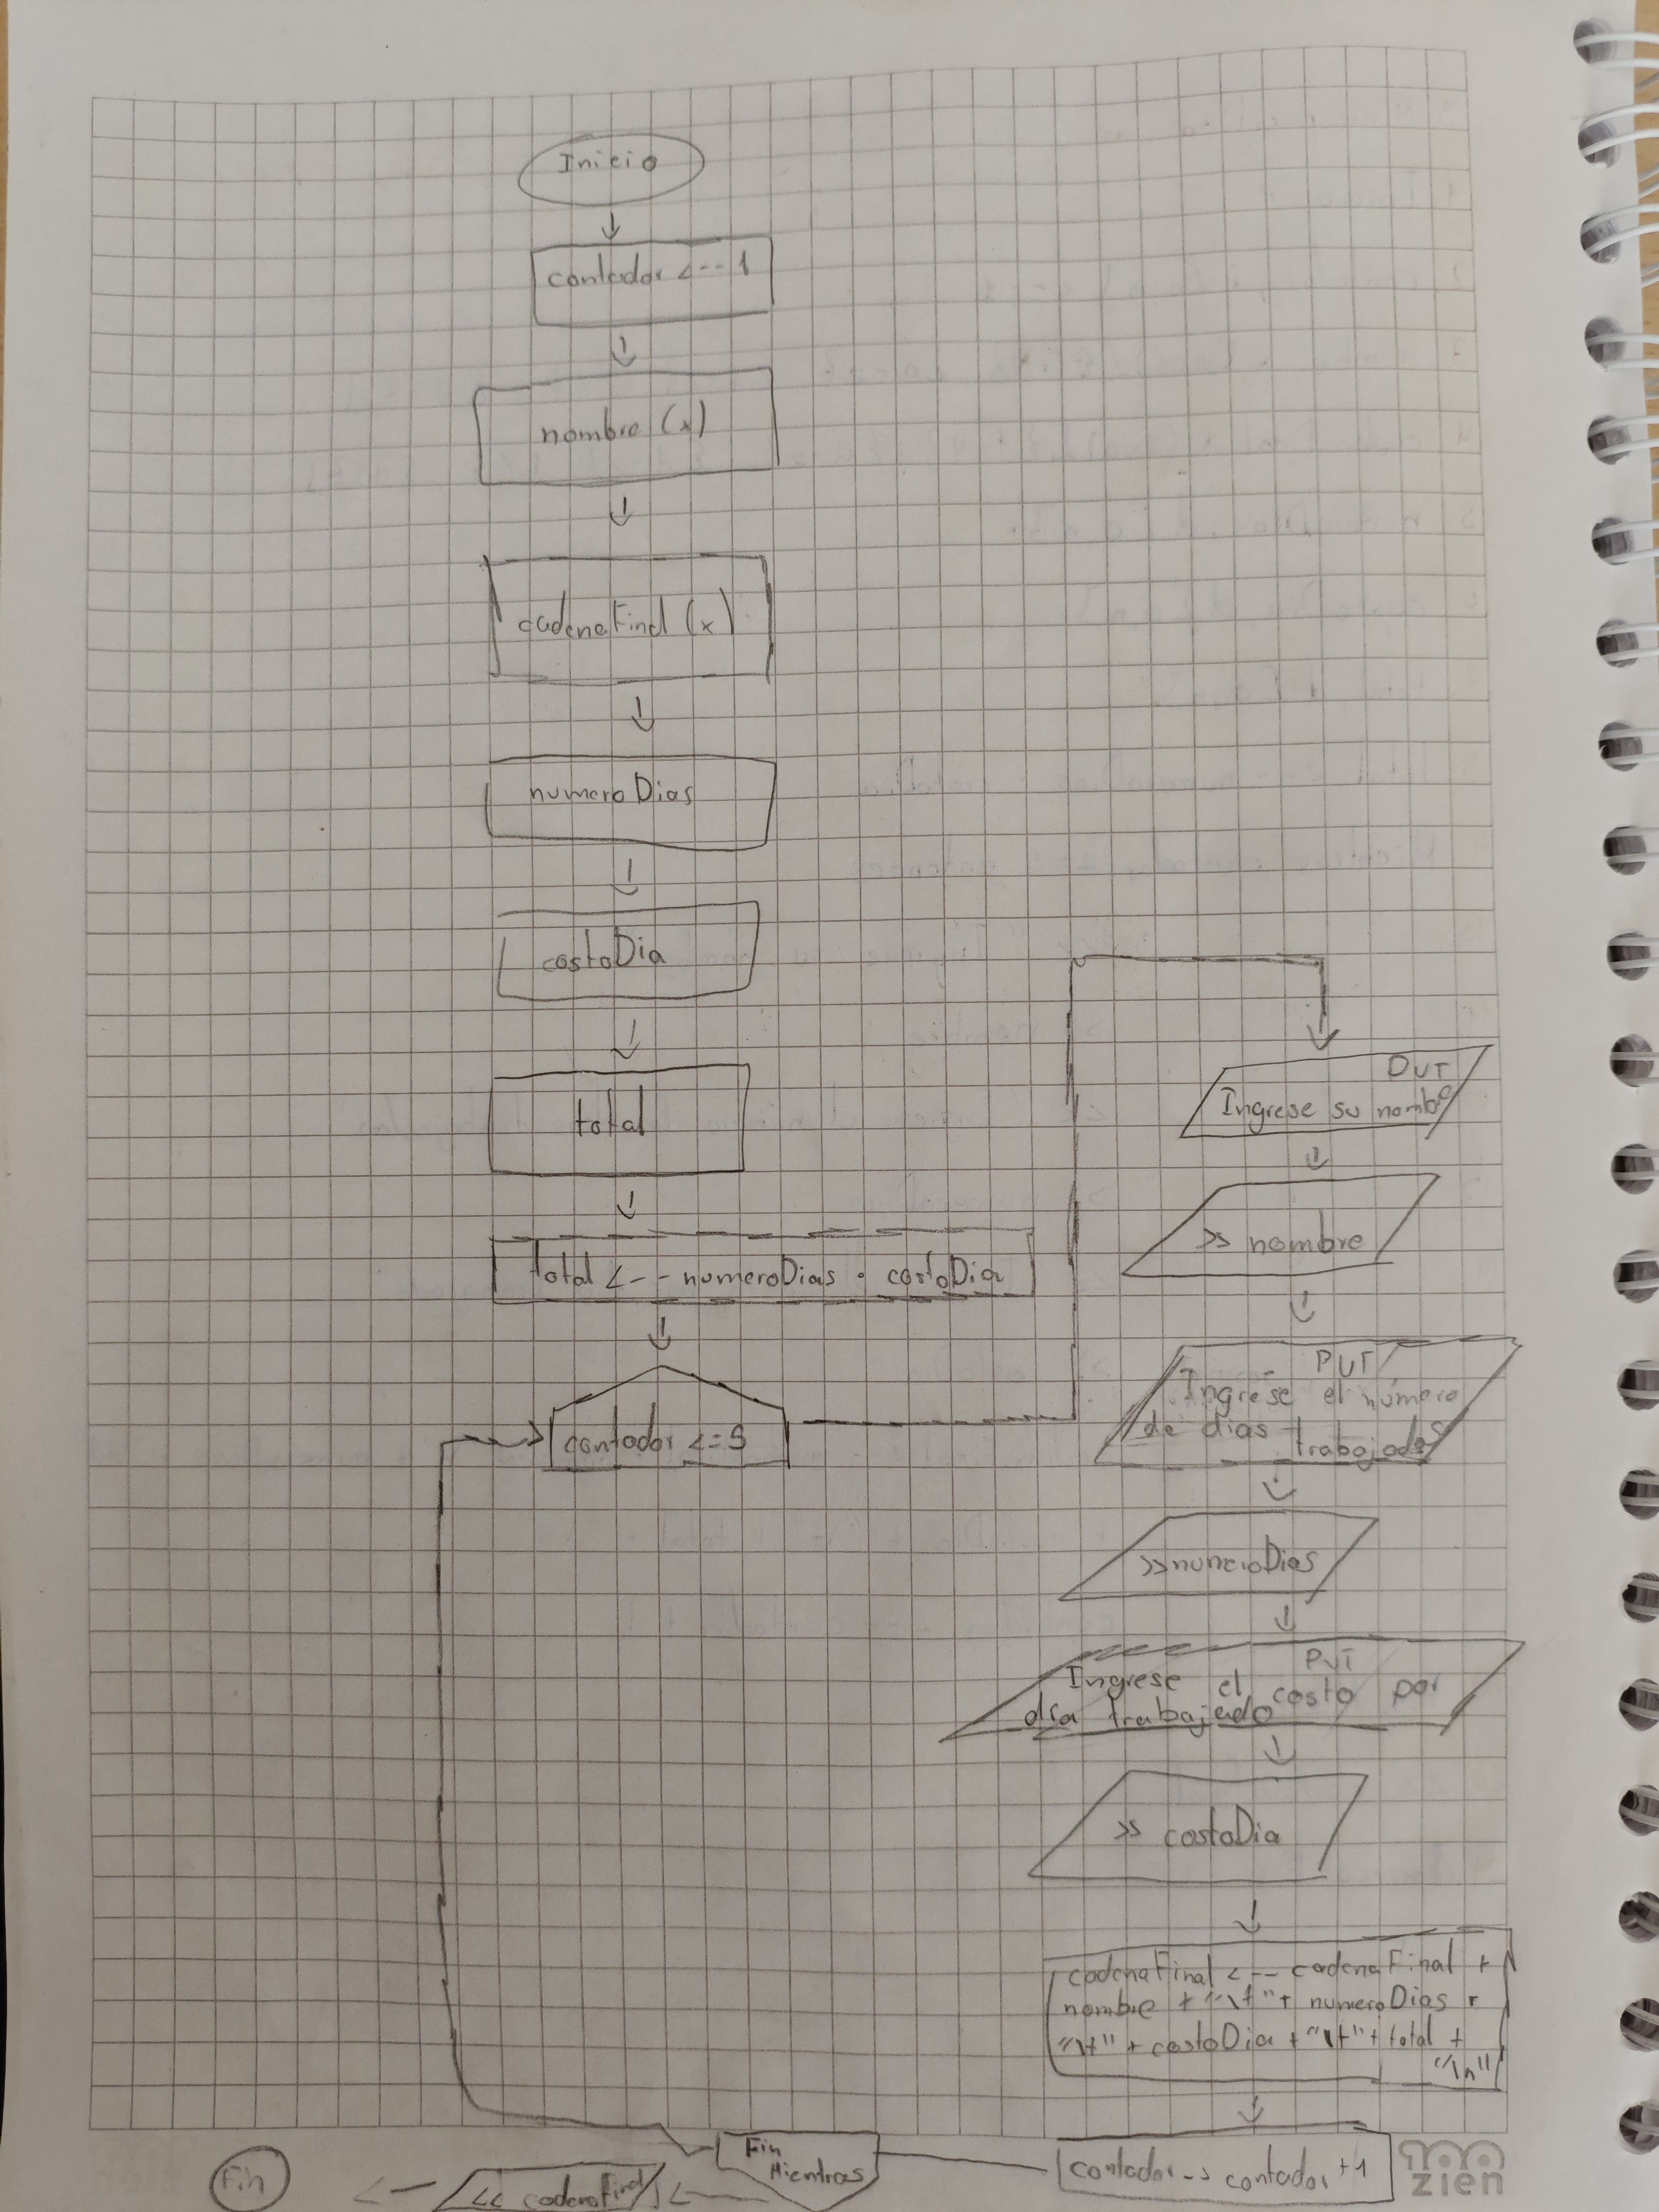 Inicio
contador <-- 1
nombre (x)
cadenaFinal (x)
numeroDias
costoDia
total
total <-- numeroDias * costoDia
contador <= 5
OUT
Ingrese su nombre
>> nombre
PUT
Ingrese el número
de dias trabajados
>> numeroDias
PUT
Ingrese el costo por
día trabajado
>> costoDia
cadenaFinal <-- cadenaFinal +
nombre + "\t" + numeroDias +
"\t" + costoDia + "\t" + total +
"\n"
contador --> contador +1
Fin
Mientras
<< cadenaFinal
Fin
zien